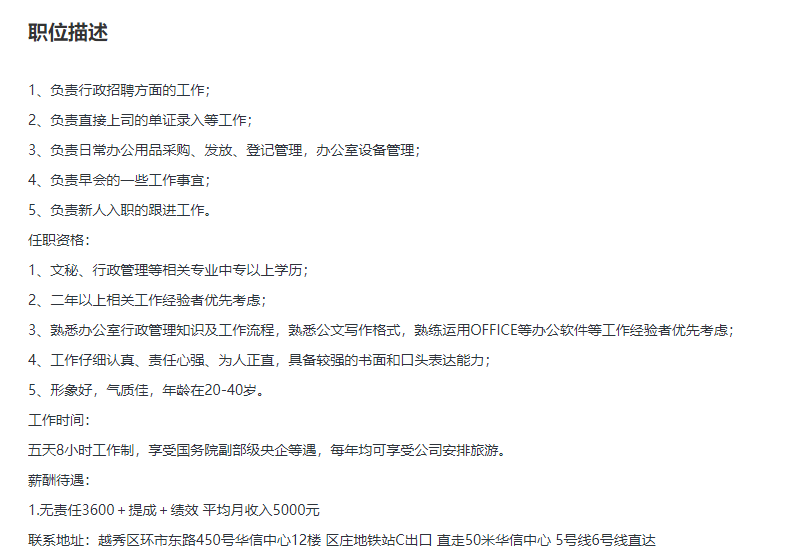 职位描述
1、负责行政招聘方面的工作；
2、负责直接上司的单证录入等工作；
3、负责日常办公用品采购、发放、登记管理，办公室设备管理；
4、负责早会的一些工作事宜；
5、负责新人入职的跟进工作。
任职资格：
1、文秘、行政管理等相关专业中专以上学历；
2、二年以上相关工作经验者优先考虑；
3、熟悉办公室行政管理知识及工作流程，熟悉公文写作格式，熟练运用OFFICE等办公软件等工作经验者优先考虑；
4、工作仔细认真、责任心强、为人正直，具备较强的书面和口头表达能力；
5、形象好，气质佳，年龄在20-40岁。
工作时间：
五天8小时工作制，享受国务院副部级央企等遇，每年均可享受公司安排旅游。
薪酬待遇：
1.无责任3600＋提成＋绩效 平均月收入5000元
联系地址：越秀区环市东路450号华信中心12楼 区庄地铁站C出口 直走50米华信中心 5号线6号线直达